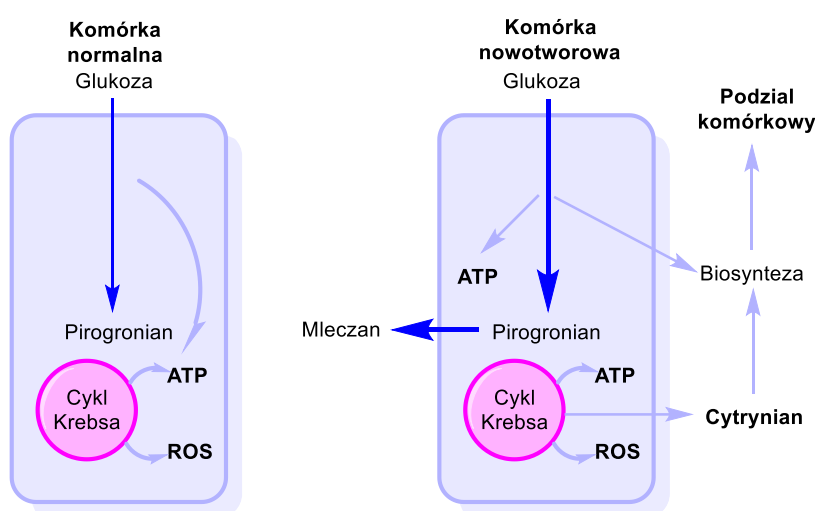 Komórka
normalna
Glukoza
Pirogronian
Cykl
Krebsa
ATP
ROS
Komórka
nowotworowa
Glukoza
ATP
Mleczan
Pirogronian
Cykl
Krebsa
ATP
ROS
Podzial
komórkowy
Biosynteza
Cytrynian